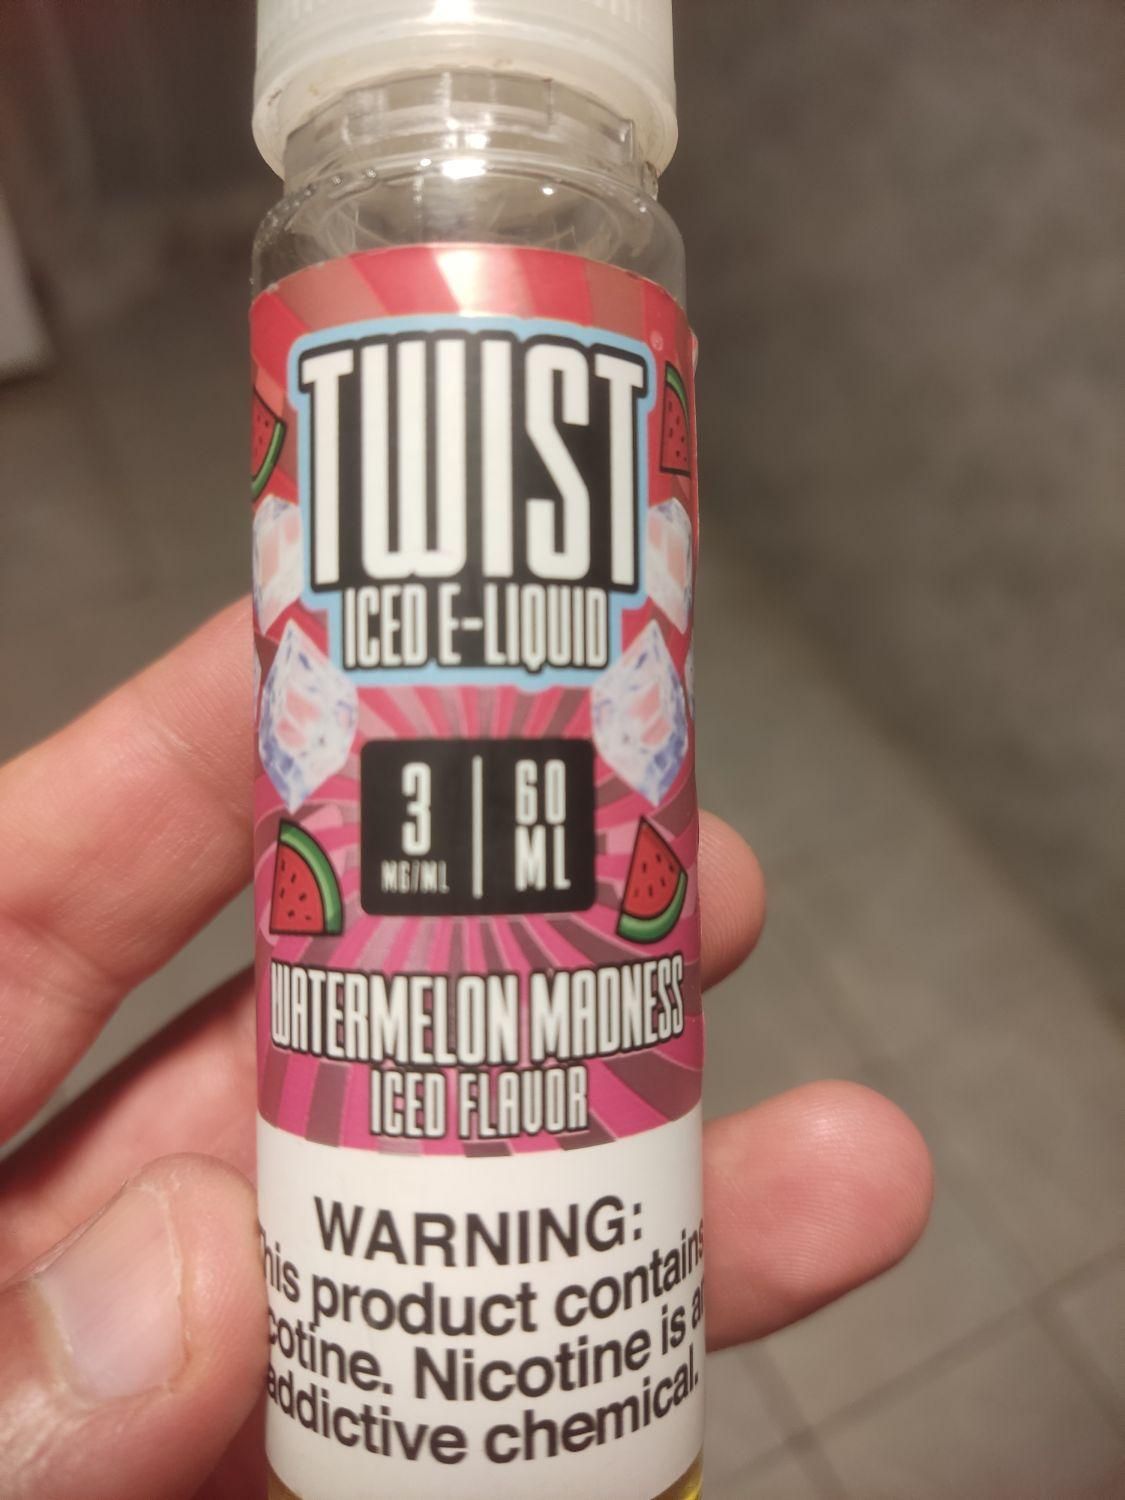 TWIST
ICED E-LIQUID
3 60
MG/ML ML
WATERMELON MADNESS
ICED FLAVOR
WARNING:
his product contains
cotine. Nicotine is a
addictive chemical.